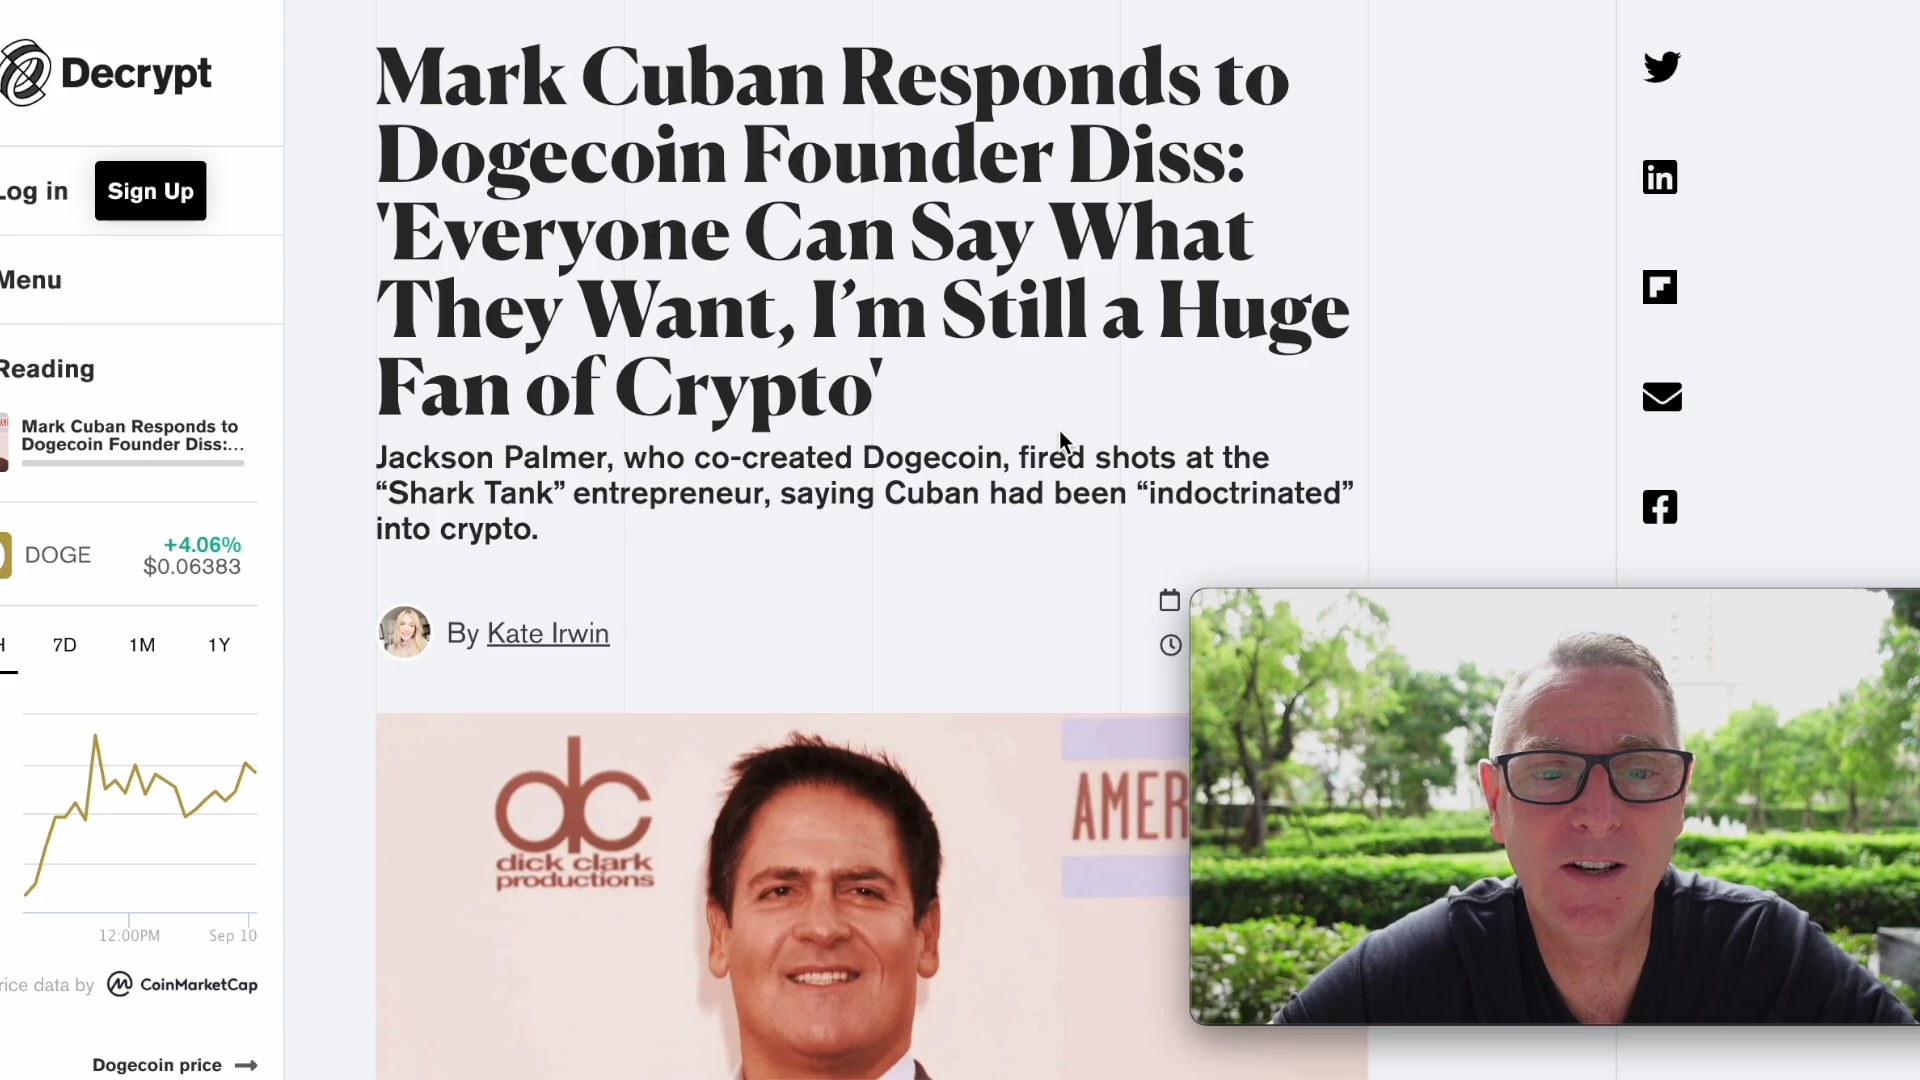 Decrypt
Log in
Sign Up
Menu
Reading
Mark Cuban Responds to
Dogecoin Founder Diss:...
DOGE
+4.06%
$0.06383
7D
1M
1Y
12:00PM
Sep 10
rice data by
CoinMarketCap
Dogecoin price
Mark Cuban Responds to
Dogecoin Founder Diss:
'Everyone Can Say What
They Want, I’m Still a Huge
Fan of Crypto'
Jackson Palmer, who co-created Dogecoin, fired shots at the
“Shark Tank” entrepreneur, saying Cuban had been “indoctrinated”
into crypto.
By Kate Irwin
dc
dick clark
productions
AMER
in